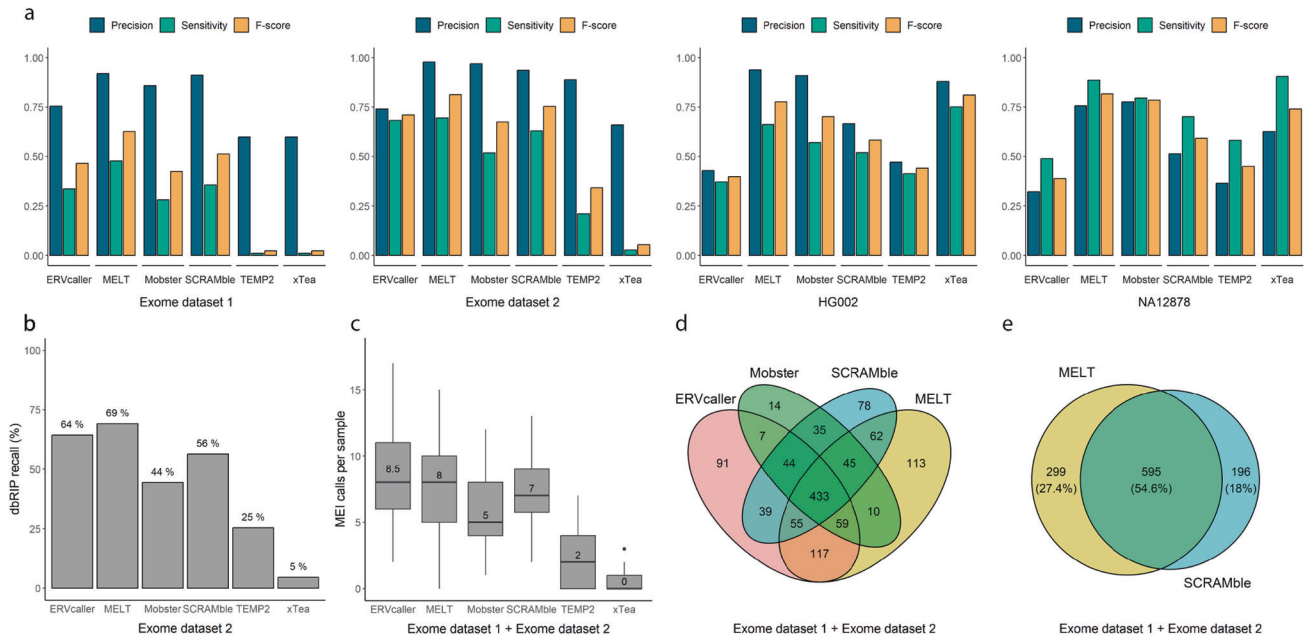 a
Precision Sensitivity F-score
1.00
0.75
0.50
0.25
0.00
ERVcaller MELT Mobster SCRAMble TEMP2 xTea
Exome dataset 1
Precision Sensitivity F-score
1.00
0.75
0.50
0.25
0.00
ERVcaller MELT Mobster SCRAMble TEMP2 xTea
Exome dataset 2
Precision Sensitivity F-score
1.00
0.75
0.50
0.25
0.00
ERVcaller MELT Mobster SCRAMble TEMP2 xTea
HG002
Precision Sensitivity F-score
1.00
0.75
0.50
0.25
0.00
ERVcaller MELT Mobster SCRAMble TEMP2 xTea
NA12878
b
dbRIP recall (%)
100
75
50
25
0
64 %
69 %
44 %
56 %
25 %
5 %
ERVcaller MELT Mobster SCRAMble TEMP2 xTea
Exome dataset 2
c
MEI calls per sample
15
10
5
0
8.5
8
5
7
2
0
ERVcaller MELT Mobster SCRAMble TEMP2 xTea
Exome dataset 1 + Exome dataset 2
d
Mobster SCRAMble
ERVcaller MELT
14 78
7 35 62
91 44 45 113
433
39 55 59 10
117
Exome dataset 1 + Exome dataset 2
e
MELT
299 595 196
(27.4%) (54.6%) (18%)
SCRAMble
Exome dataset 1 + Exome dataset 2